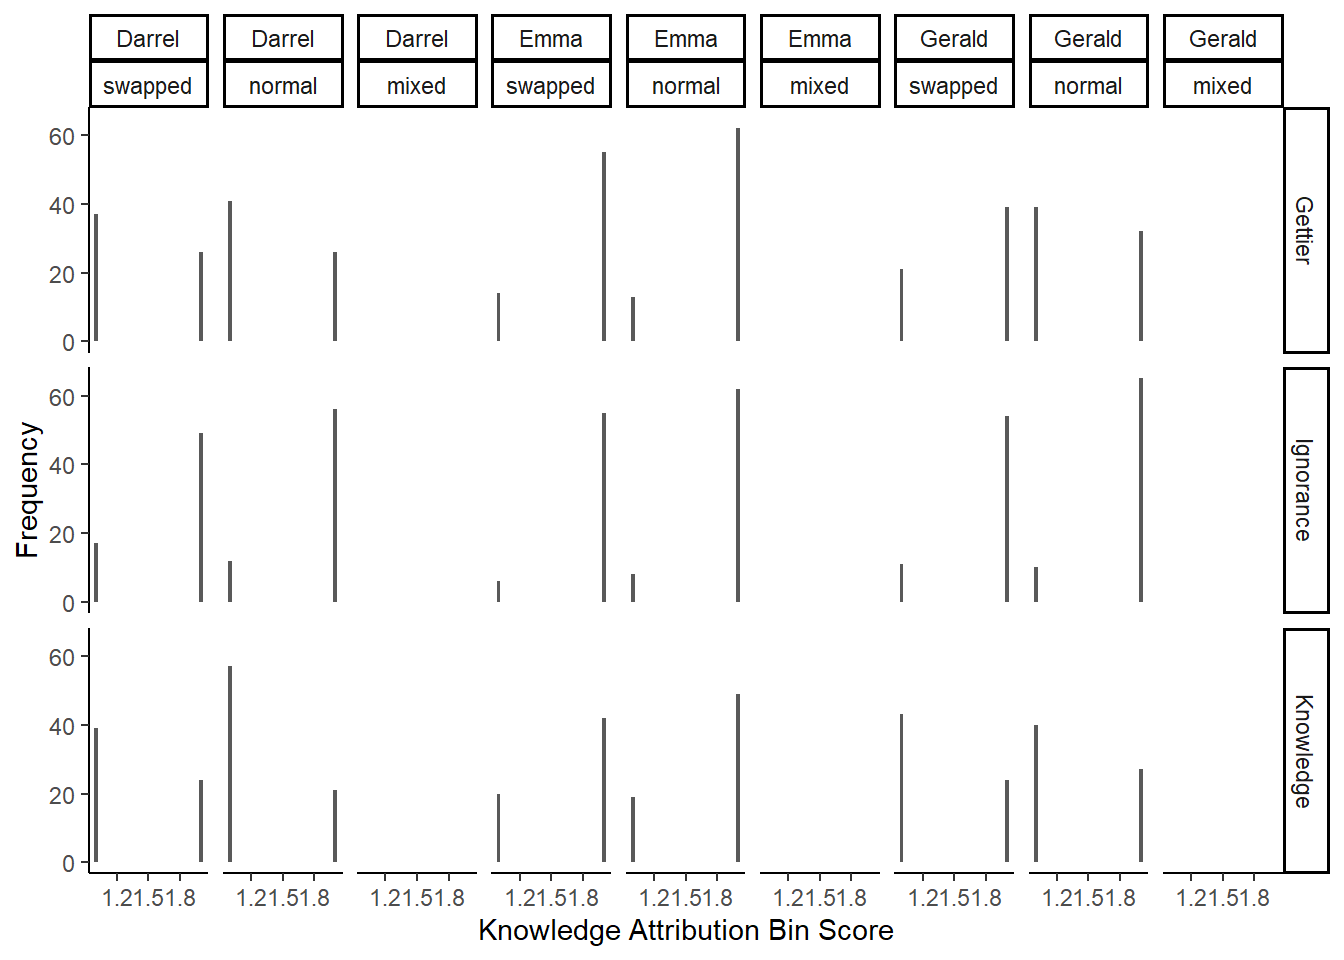 Darrel Darrel Darrel Emma Emma Emma Gerald Gerald Gerald
swapped normal mixed swapped normal mixed swapped normal mixed
60
40
20
0
Gettier
60
40
20
0
Ignorance
60
40
20
0
Knowledge
Frequency
1.21.51.8 1.21.51.8 1.21.51.8 1.21.51.8 1.21.51.8 1.21.51.8 1.21.51.8 1.21.51.8 1.21.51.8
Knowledge Attribution Bin Score